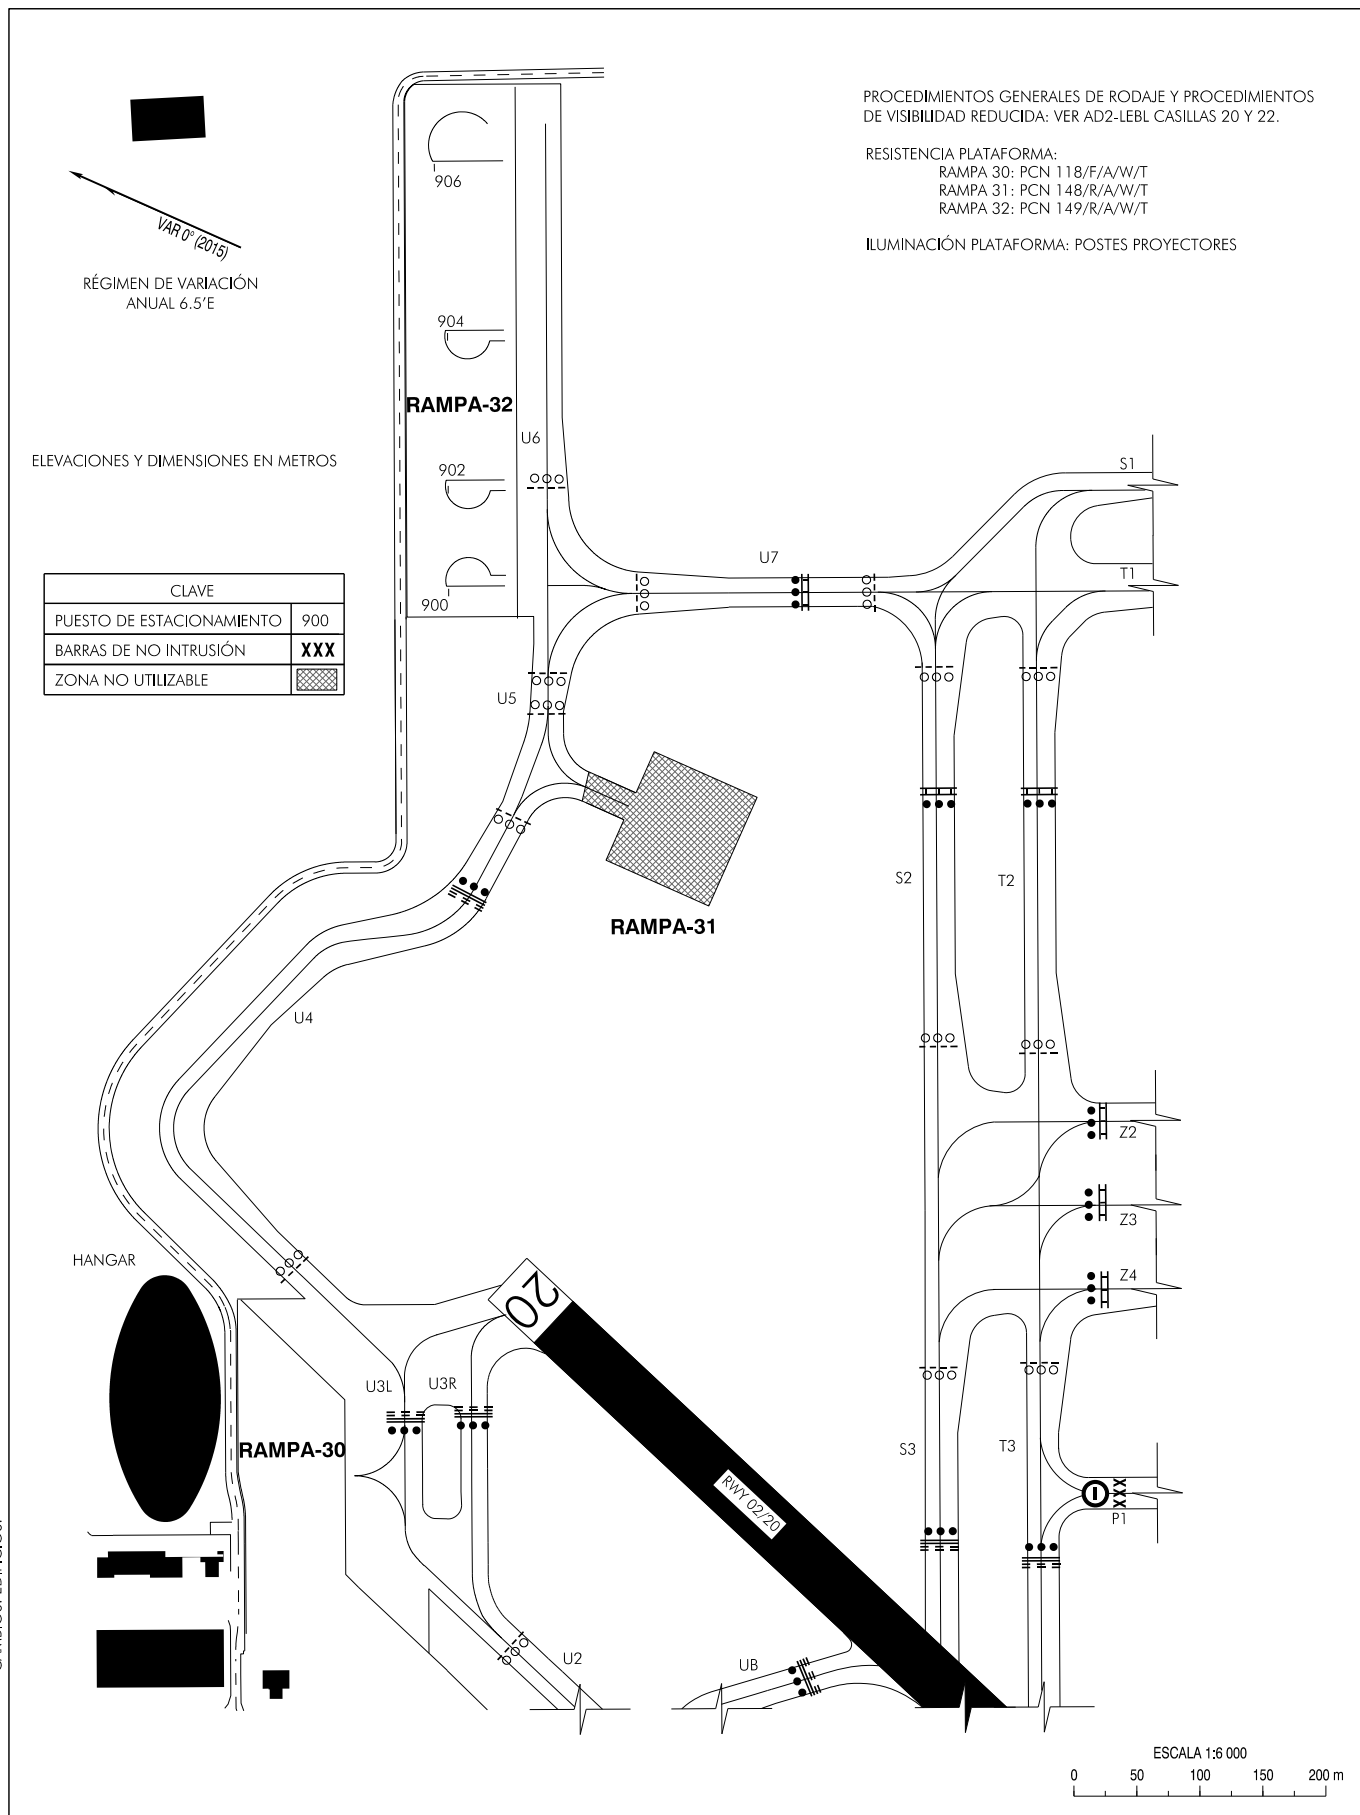 PROCEDIMIENTOS GENERALES DE RODAJE Y PROCEDIMIENTOS
DE VISIBILIDAD REDUCIDA: VER AD2-LEBL CASILLAS 20 Y 22.
RESISTENCIA PLATAFORMA:
RAMPA 30: PCN 118/F/A/W/T
RAMPA 31: PCN 148/R/A/W/T
RAMPA 32: PCN 149/R/A/W/T
ILUMINACIÓN PLATAFORMA: POSTES PROYECTORES
VAR 0° (2015)
RÉGIMEN DE VARIACIÓN
ANUAL 6.5'E
906
904
RAMPA-32
U6
ELEVACIONES Y DIMENSIONES EN METROS
902
S1
U7
T1
CLAVE
PUESTO DE ESTACIONAMIENTO 900
BARRAS DE NO INTRUSIÓN XXX
ZONA NO UTILIZABLE
900
U5
S2
T2
RAMPA-31
U4
Z2
Z3
HANGAR
Z4
20
U3L
U3R
RAMPA-30
S3
T3
RWY 02/20
XXX
P1
U2
UB
ESCALA 1:6 000
0 50 100 150 200 m